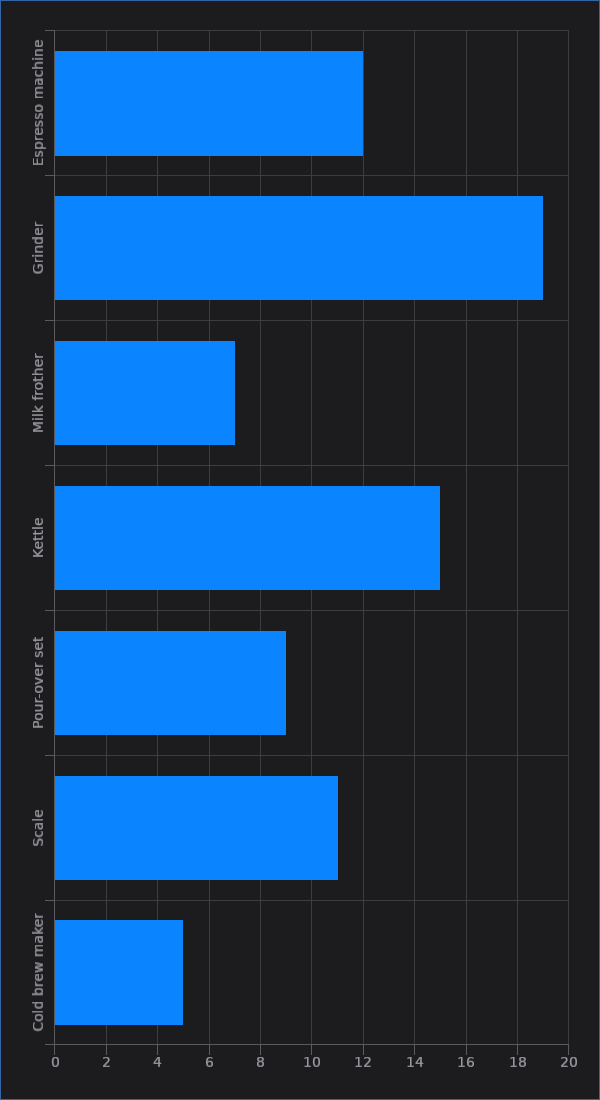 Espresso machine
Grinder
Milk frother
Kettle
Pour-over set
Scale
Cold brew maker
0 2 4 6 8 10 12 14 16 18 20